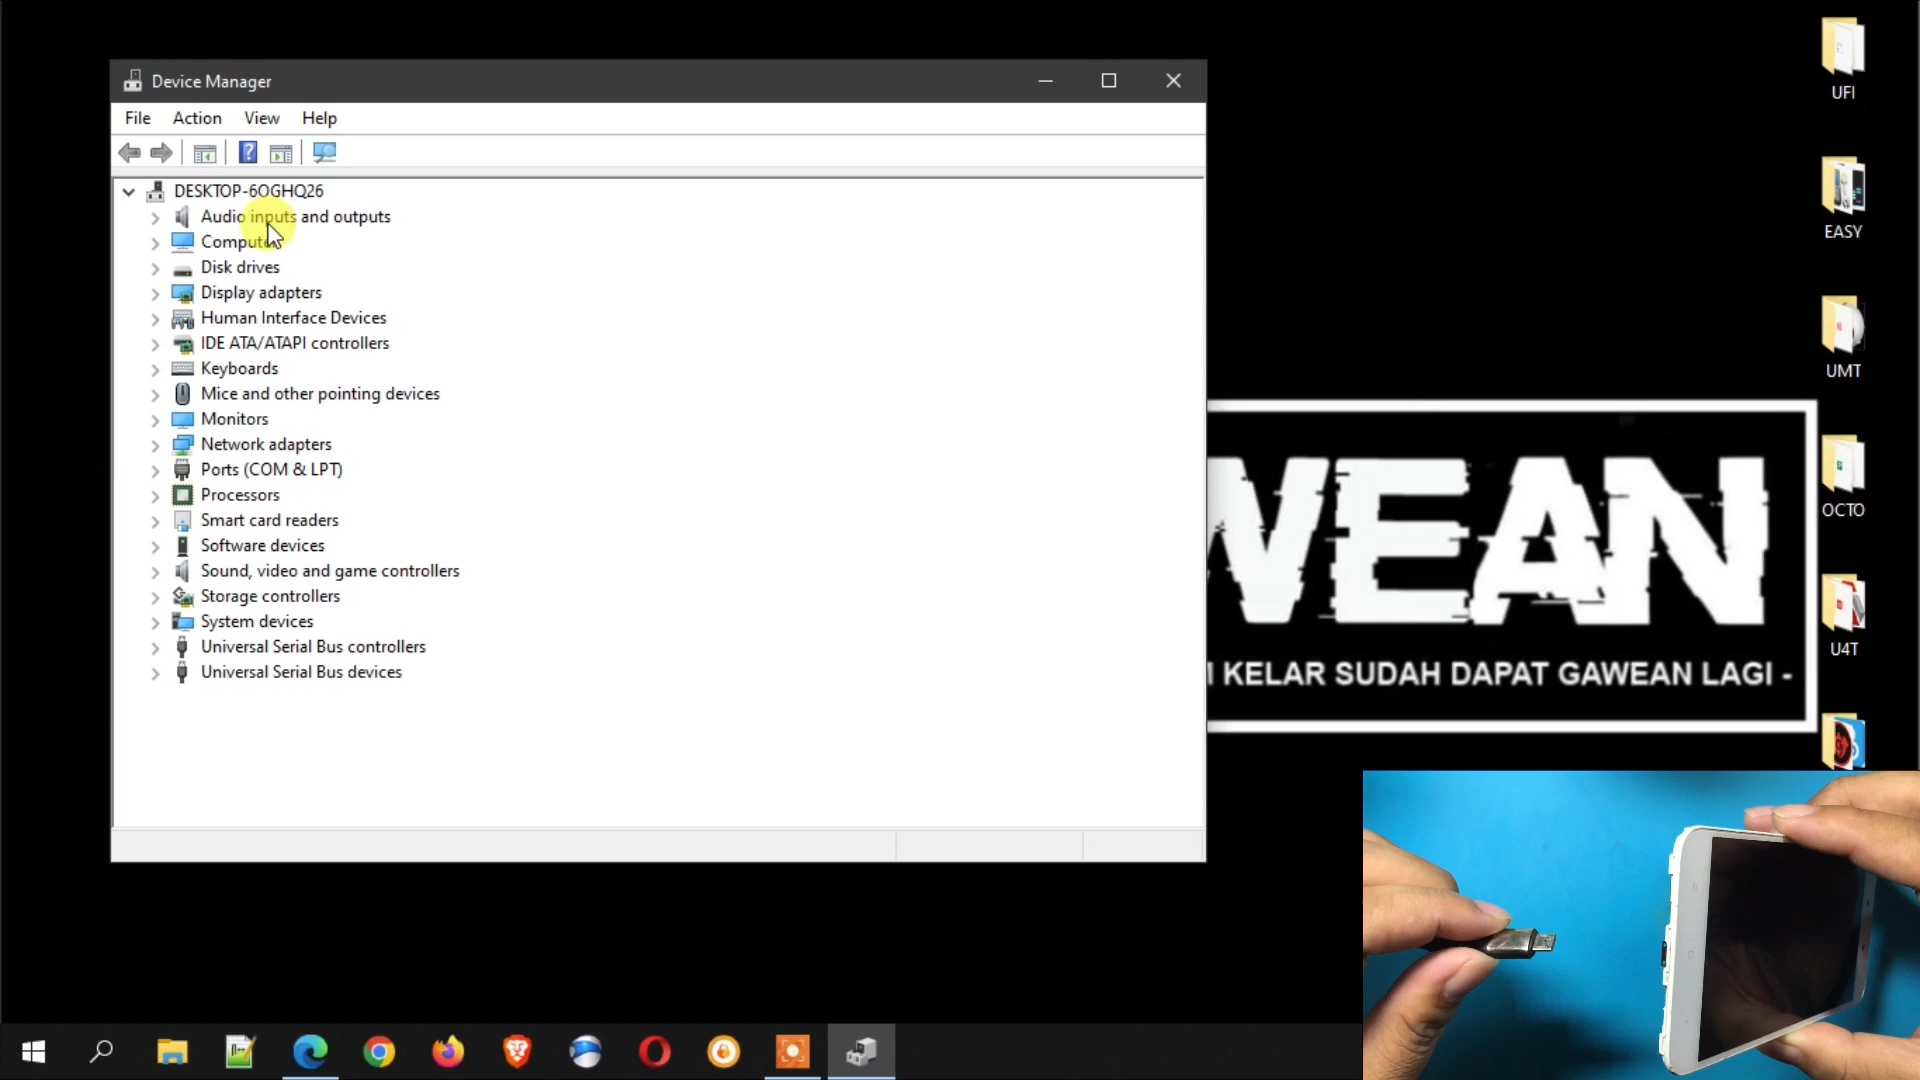 Device Manager
File Action View Help
DESKTOP-6OGHQ26
Audio inputs and outputs
Disk drives
Display adapters
Human Interface Devices
IDE ATA/ATAPI controllers
Keyboards
Mice and other pointing devices
Monitors
Network adapters
Ports (COM & LPT)
Processors
Smart card readers
Software devices
Sound, video and game controllers
Storage controllers
System devices
Universal Serial Bus controllers
Universal Serial Bus devices
UFI
EASY
UMT
OCTO
U4T
WEAN
KELAR SUDAH DAPAT GAWEAN LAGI -